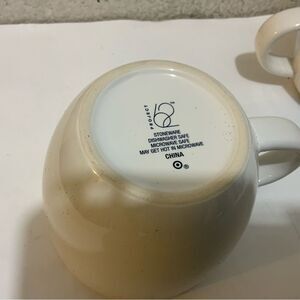 PROJECT
62
STONEWARE
DISHWASHER SAFE
MICROWAVE SAFE
MAY GET HOT IN MICROWAVE
CHINA
®